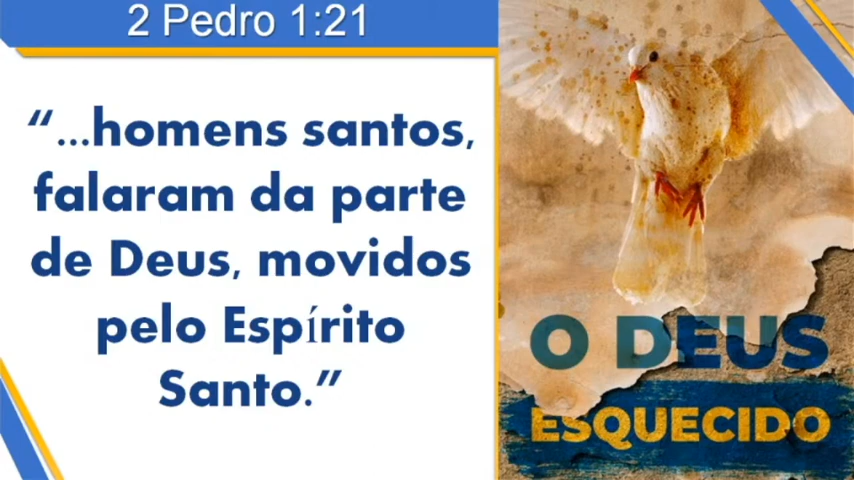 2 Pedro 1:21
“...homens santos,
falaram da parte
de Deus, movidos
pelo Espírito
Santo.”
O DEUS
ESQUECIDO